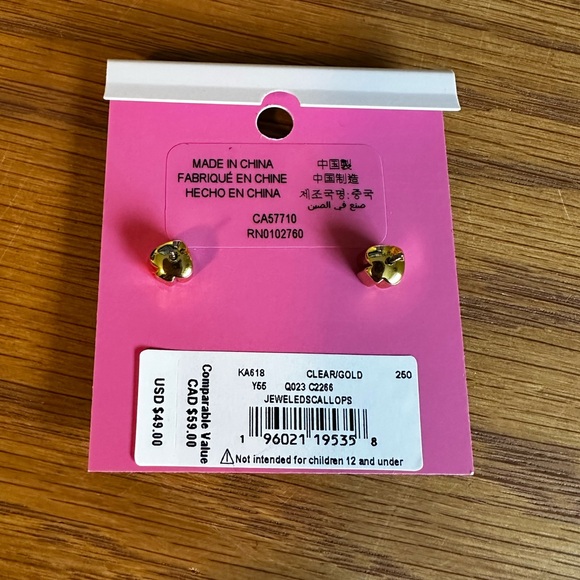 MADE IN CHINA
FABRIQUÉ EN CHINE
HECHO EN CHINA
中国製
中国制造
제조국명:중국
صنع في الصين
CA57710
RN0102760
Comparable Value
CAD $59.00
USD $49.00
KA618 CLEAR/GOLD 250
Y55 Q023 C2266
JEWELEDSCALLOPS
1 96021 19535 8
Not intended for children 12 and under